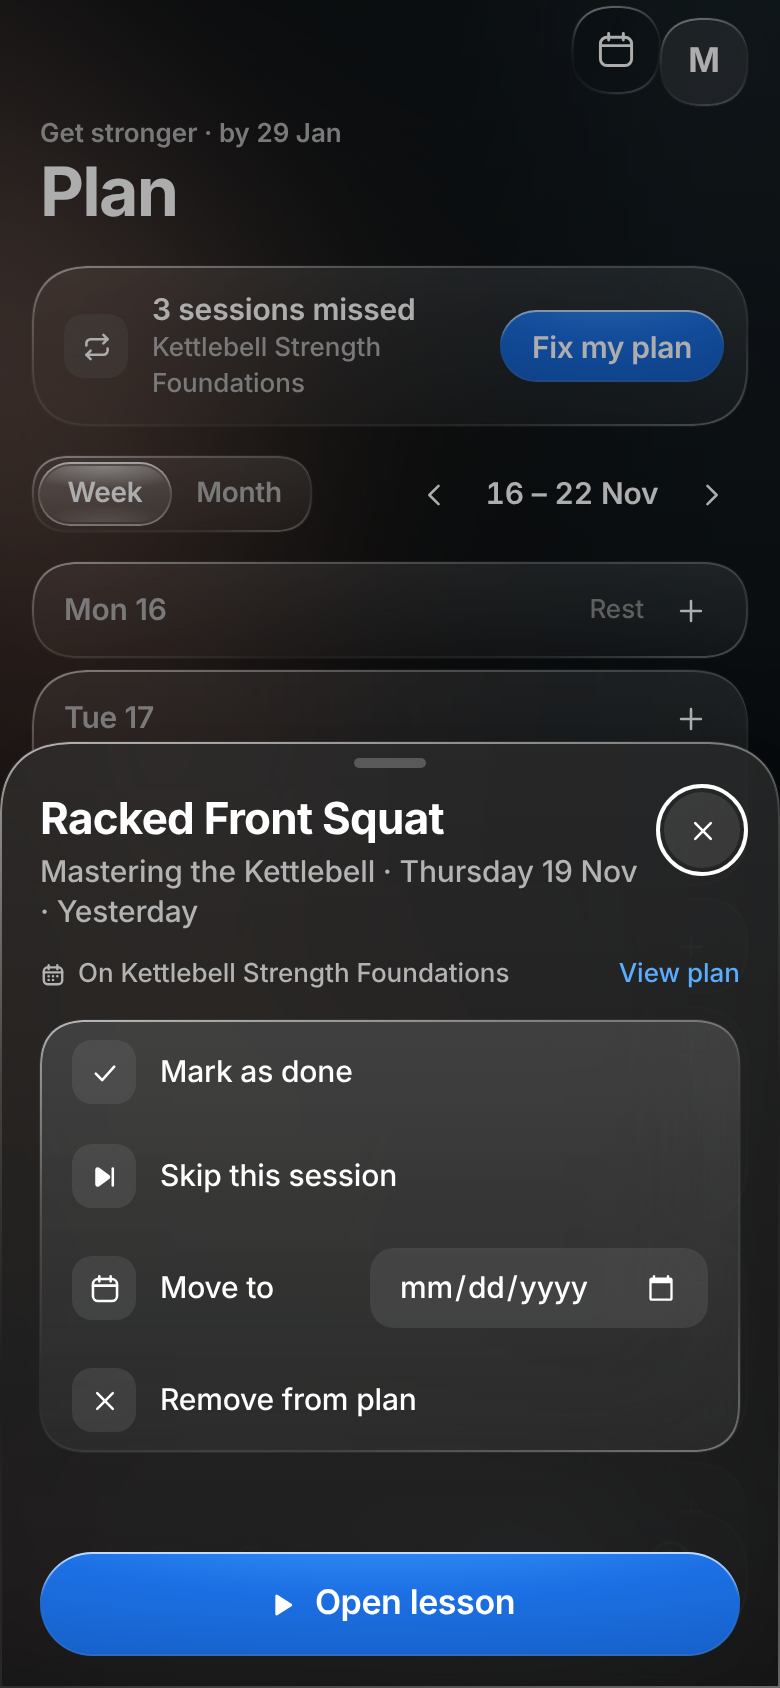 M
Get stronger · by 29 Jan
Plan
3 sessions missed
Kettlebell Strength
Foundations
Fix my plan
Week
Month
16 – 22 Nov
Mon 16
Rest
Tue 17
Racked Front Squat
Mastering the Kettlebell · Thursday 19 Nov
· Yesterday
On Kettlebell Strength Foundations
View plan
Mark as done
Skip this session
Move to
mm/dd/yyyy
Remove from plan
Open lesson